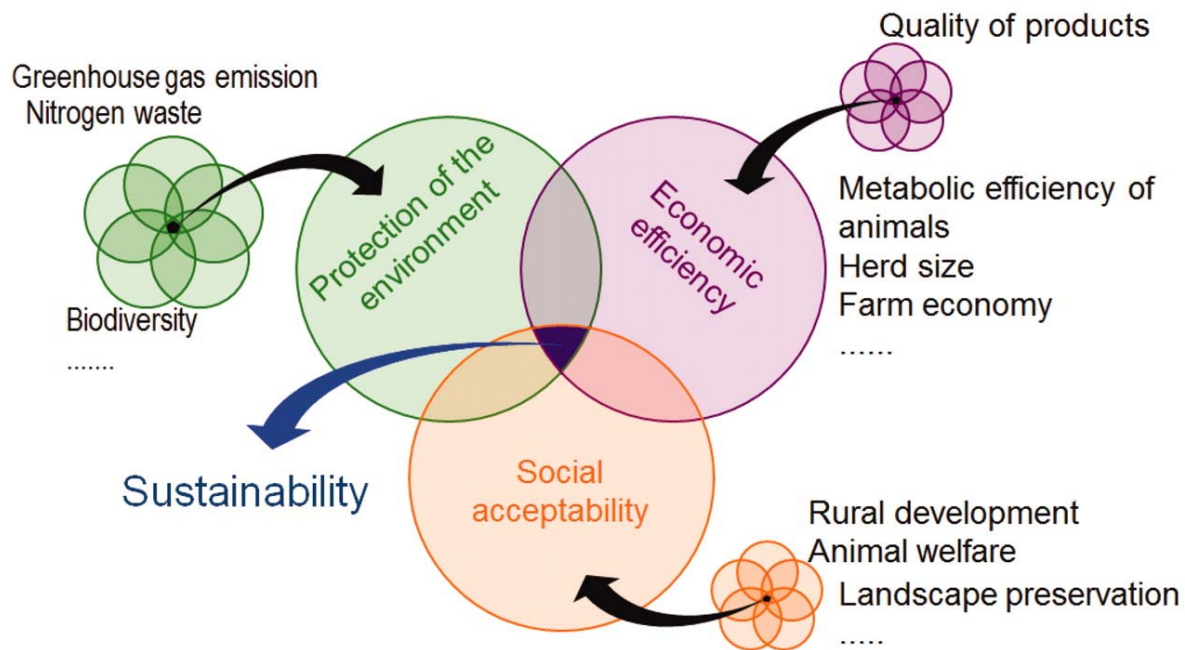 Quality of products
Greenhouse gas emission
Nitrogen waste
Protection of the
environment
Economic
efficiency
Metabolic efficiency of
animals
Herd size
Farm economy
......
Biodiversity
.......
Sustainability
Social
acceptability
Rural development
Animal welfare
Landscape preservation
.....